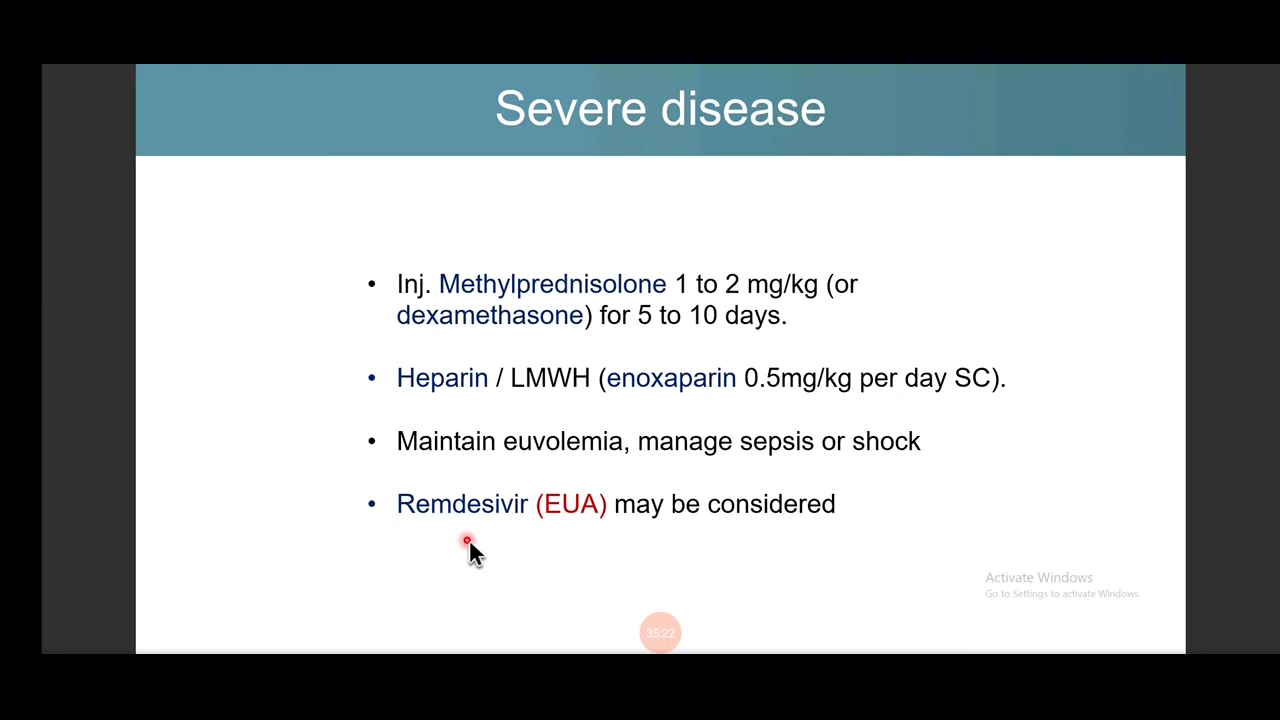 Severe disease
• Inj. Methylprednisolone 1 to 2 mg/kg (or
dexamethasone) for 5 to 10 days.
• Heparin / LMWH (enoxaparin 0.5mg/kg per day SC).
• Maintain euvolemia, manage sepsis or shock
• Remdesivir (EUA) may be considered
Activate Windows
Go to Settings to activate Windows.
35:22